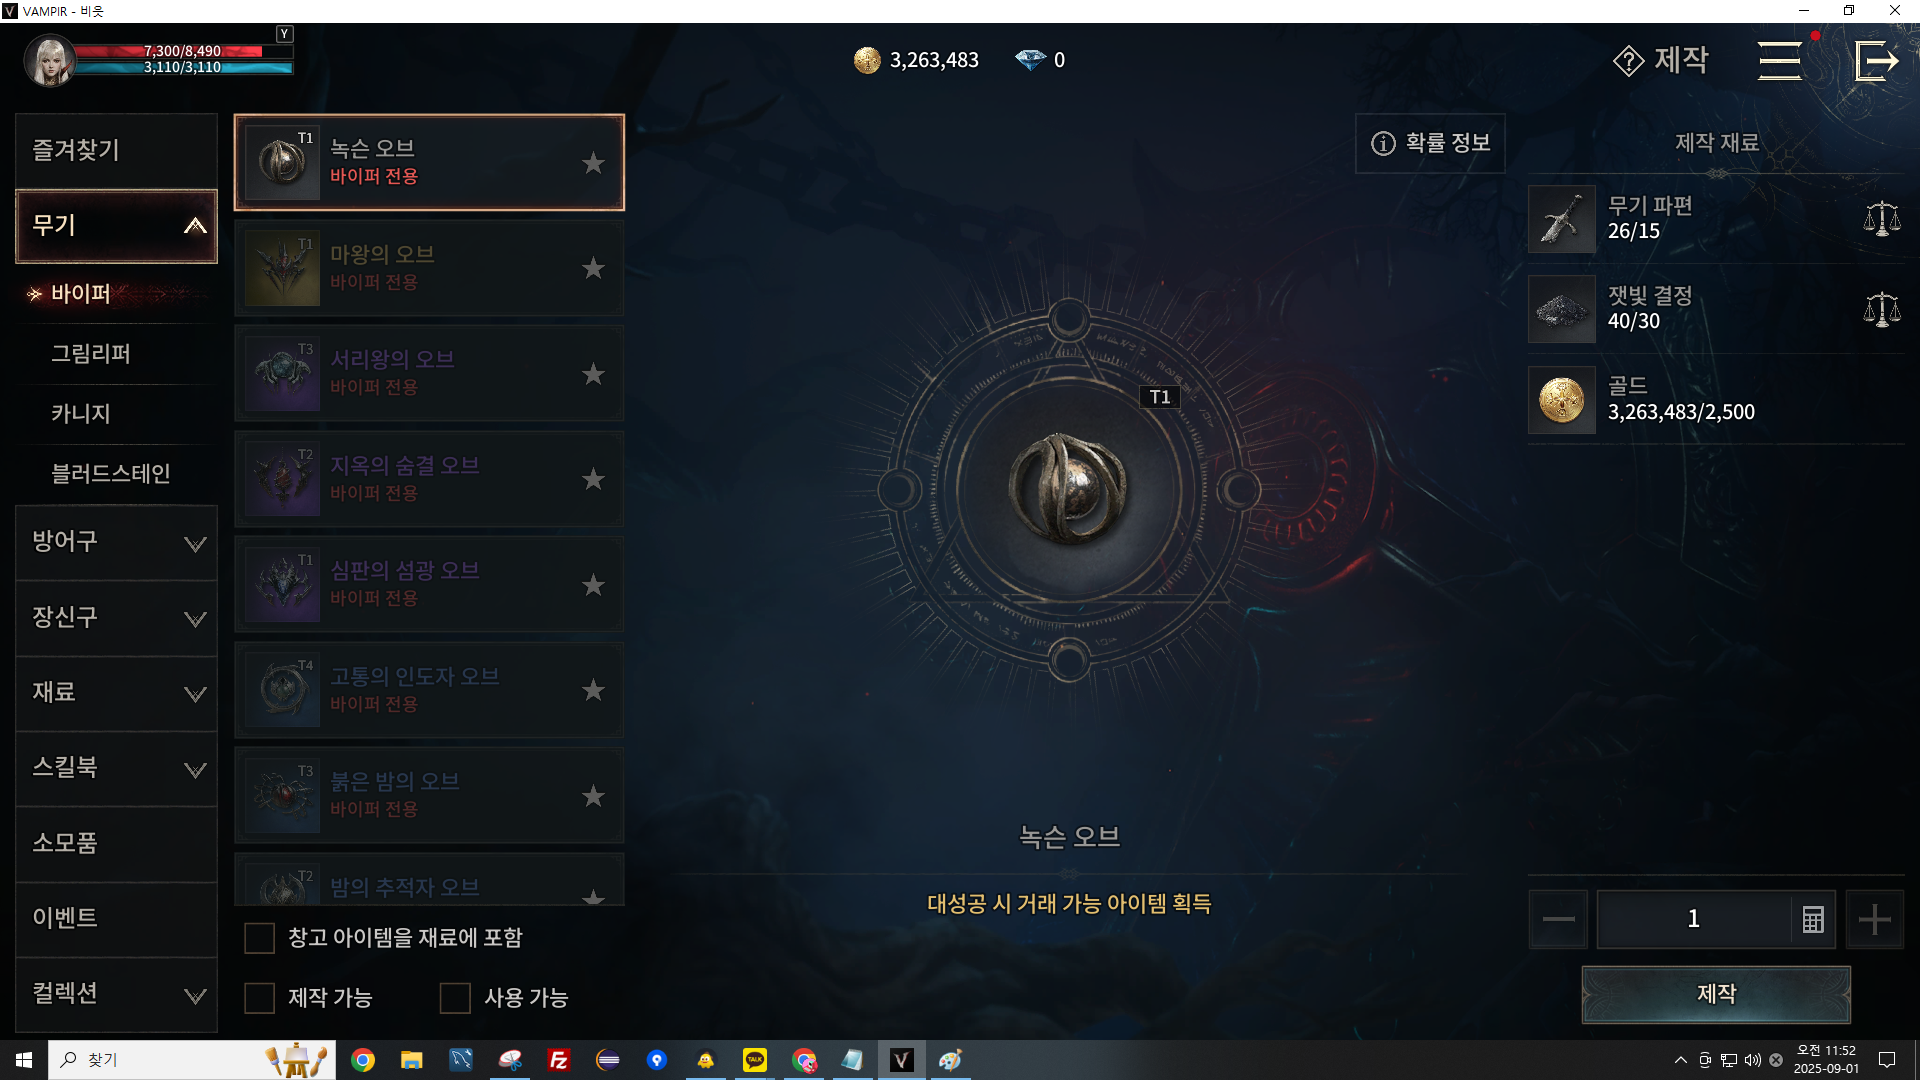 VAMPIR - 비읏
Y
7,300/8,490
3,110/3,110
3,263,483
0
제작
즐겨찾기
무기
바이퍼
그림리퍼
카니지
블러드스테인
방어구
장신구
재료
스킬북
소모품
이벤트
컬렉션
T1
녹슨 오브
바이퍼 전용
T1
마왕의 오브
바이퍼 전용
T3
서리왕의 오브
바이퍼 전용
T2
지옥의 숨결 오브
바이퍼 전용
T1
심판의 섬광 오브
바이퍼 전용
T4
고통의 인도자 오브
바이퍼 전용
T3
붉은 밤의 오브
바이퍼 전용
T2
밤의 추적자 오브
창고 아이템을 재료에 포함
제작 가능
사용 가능
확률 정보
T1
녹슨 오브
대성공 시 거래 가능 아이템 획득
제작 재료
무기 파편
26/15
잿빛 결정
40/30
골드
3,263,483/2,500
1
제작
찾기
TALK
오전 11:52
2025-09-01